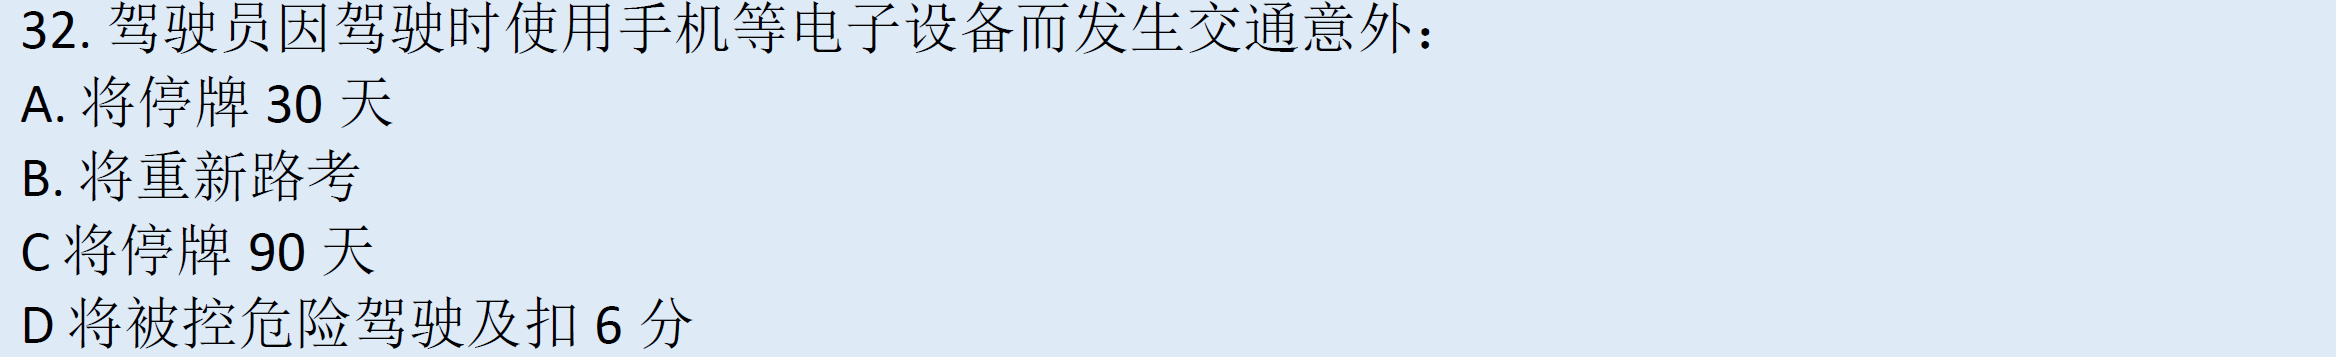 32. 驾驶员因驾驶时使用手机等电子设备而发生交通意外：
A. 将停牌 30 天
B. 将重新路考
C 将停牌 90 天
D 将被控危险驾驶及扣 6 分